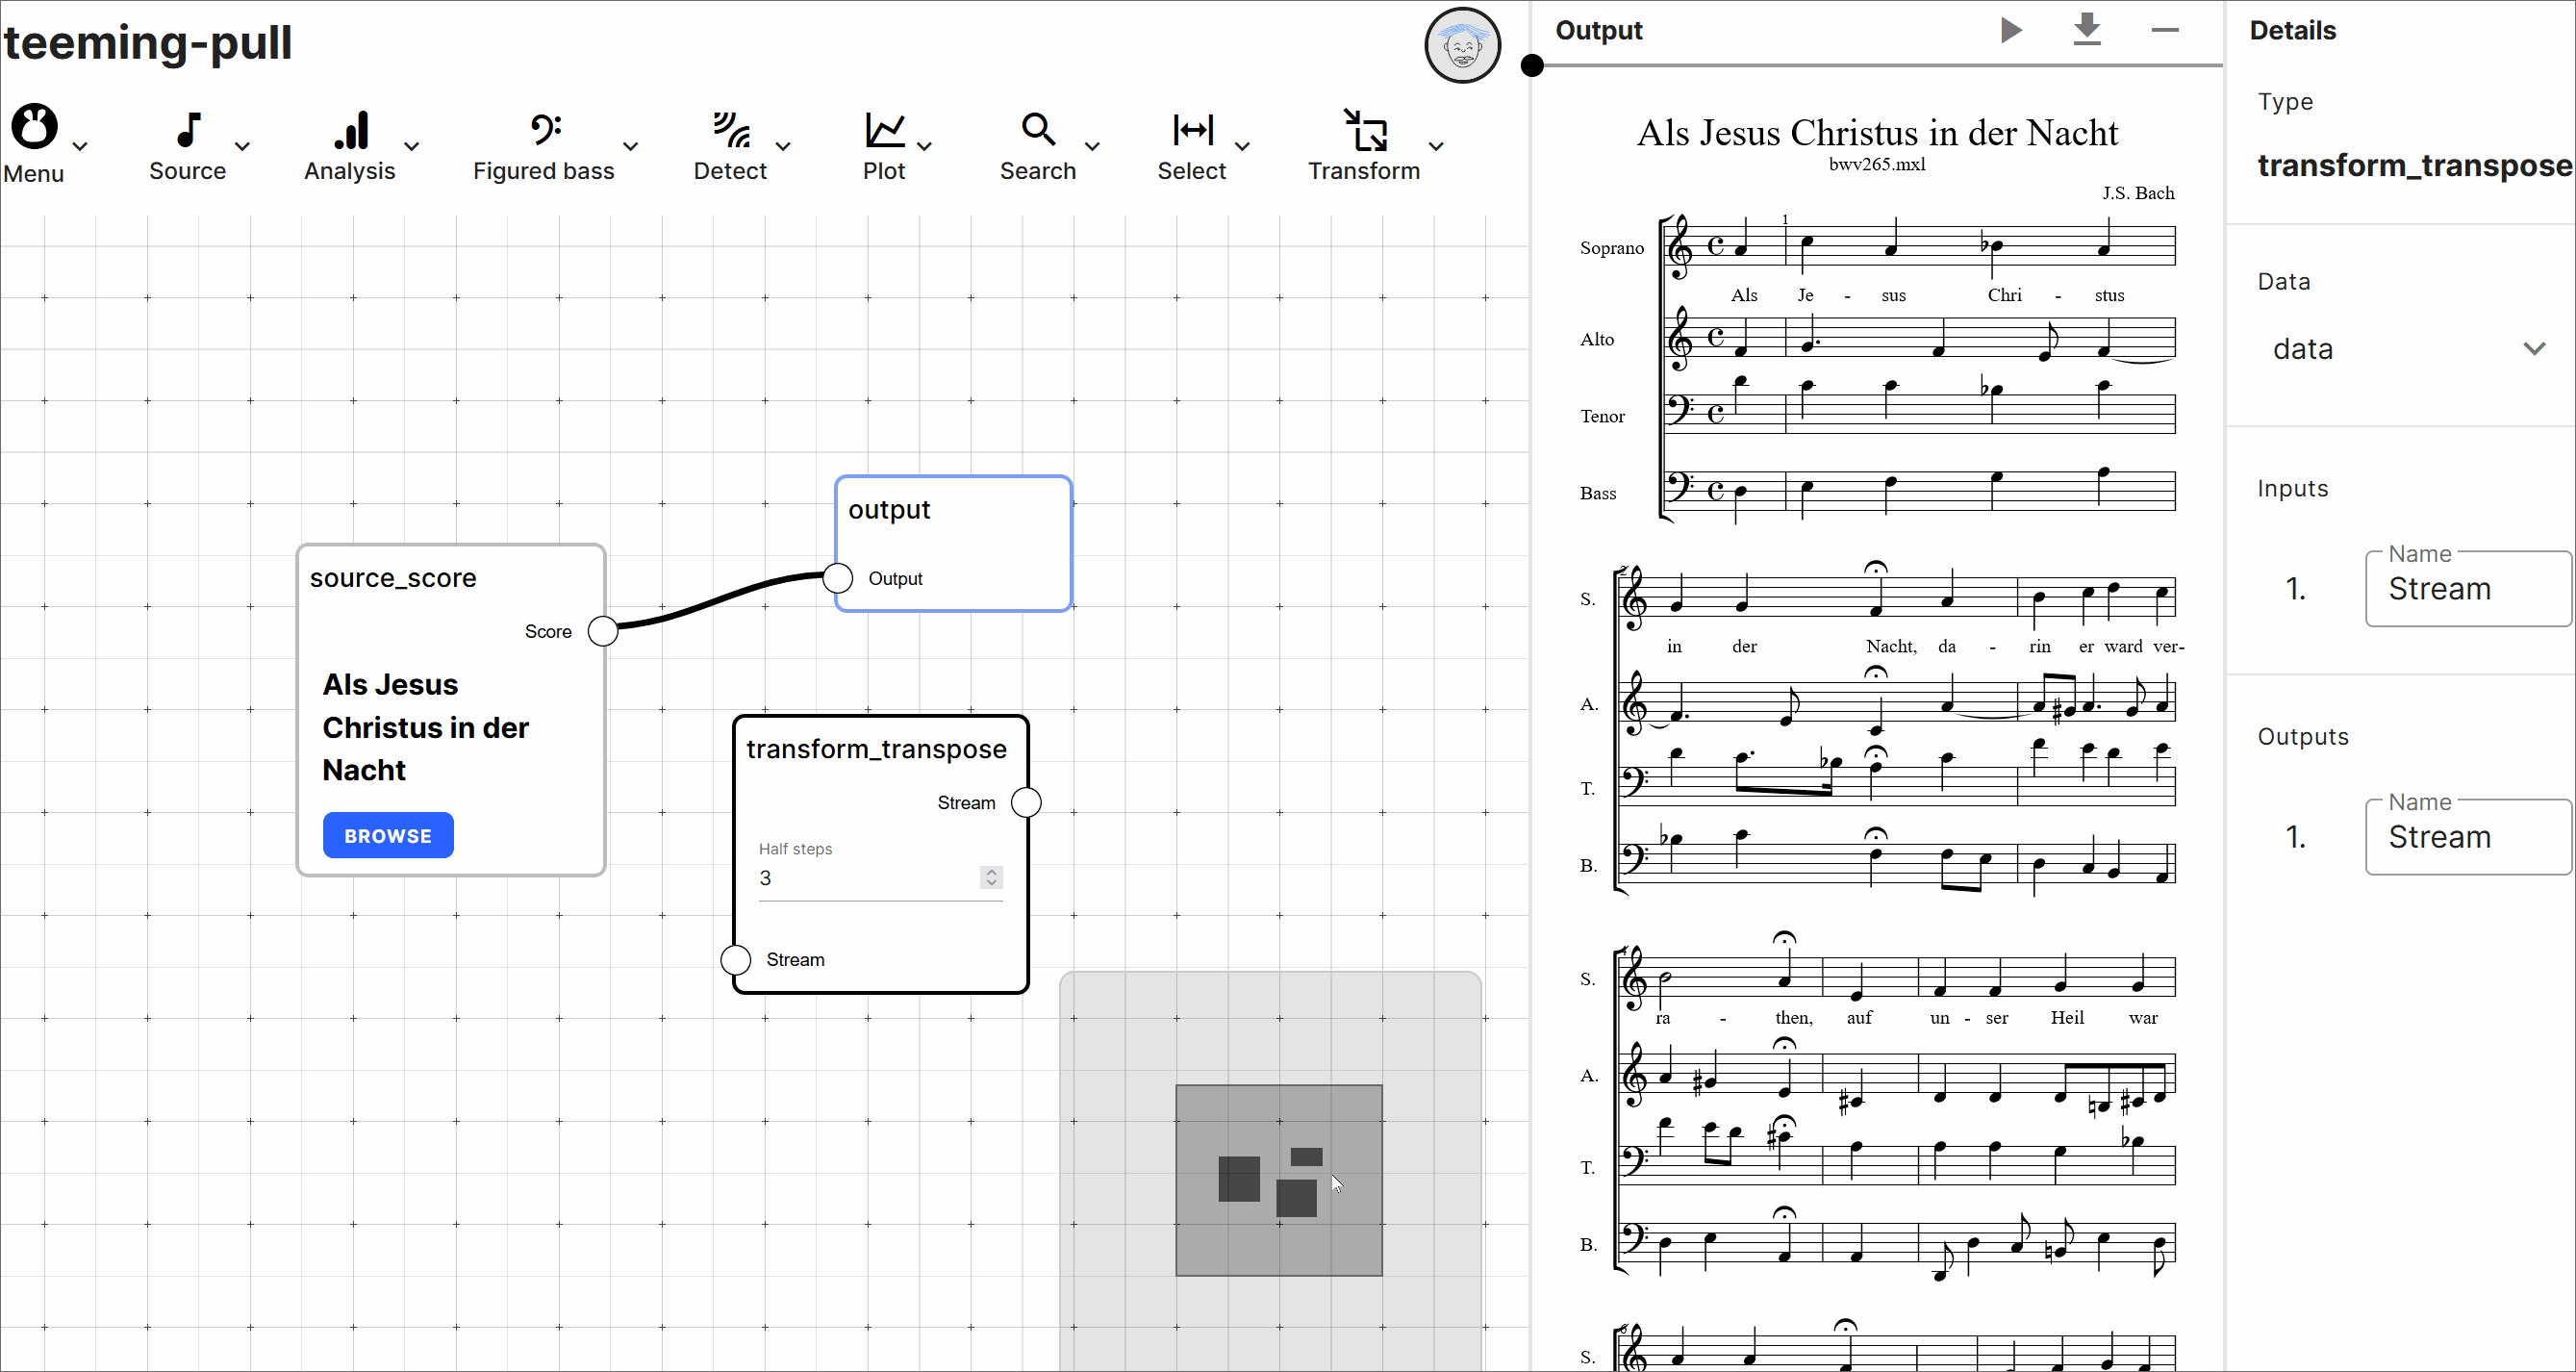 teeming-pull
Menu
Source
Analysis
Figured bass
Detect
Plot
Search
Select
Transform
output
Output
source_score
Score
Als Jesus
Christus in der
Nacht
BROWSE
transform_transpose
Stream
Half steps
3
Stream
Output
Als Jesus Christus in der Nacht
bwv265.mxl
J.S. Bach
1
Soprano
Als Je - sus Chri - stus
Alto
Tenor
Bass
2
S.
in der Nacht, da - rin er ward ver-
A.
T.
B.
4
S.
ra - then, auf un - ser Heil war
A.
T.
B.
6
S.
Details
Type
transform_transpose
Data
data
Inputs
1.
Name
Stream
Outputs
1.
Name
Stream